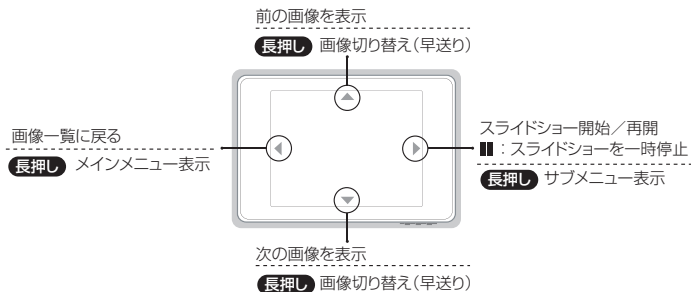 前の画像を表示
長押し 画像切り替え(早送り)
画像一覧に戻る
長押し メインメニュー表示
スライドショー開始／再開
：スライドショーを一時停止
長押し サブメニュー表示
次の画像を表示
長押し 画像切り替え(早送り)